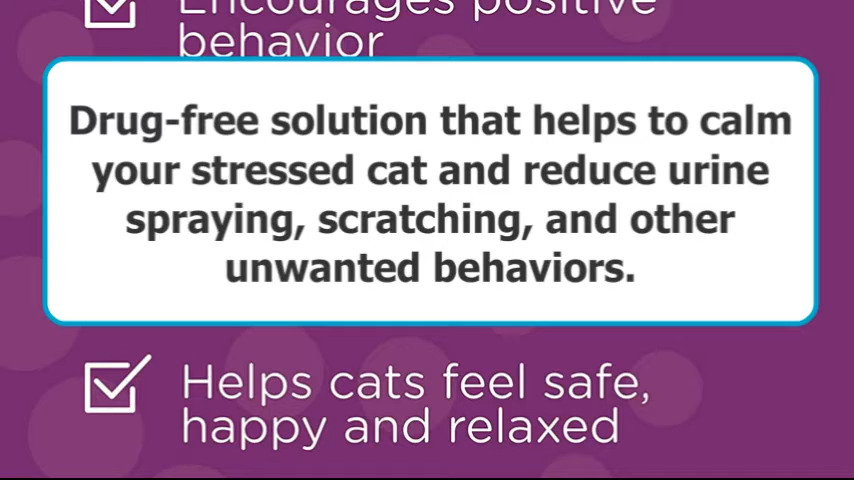 Encourages positive
behavior
Drug-free solution that helps to calm
your stressed cat and reduce urine
spraying, scratching, and other
unwanted behaviors.
Helps cats feel safe,
happy and relaxed